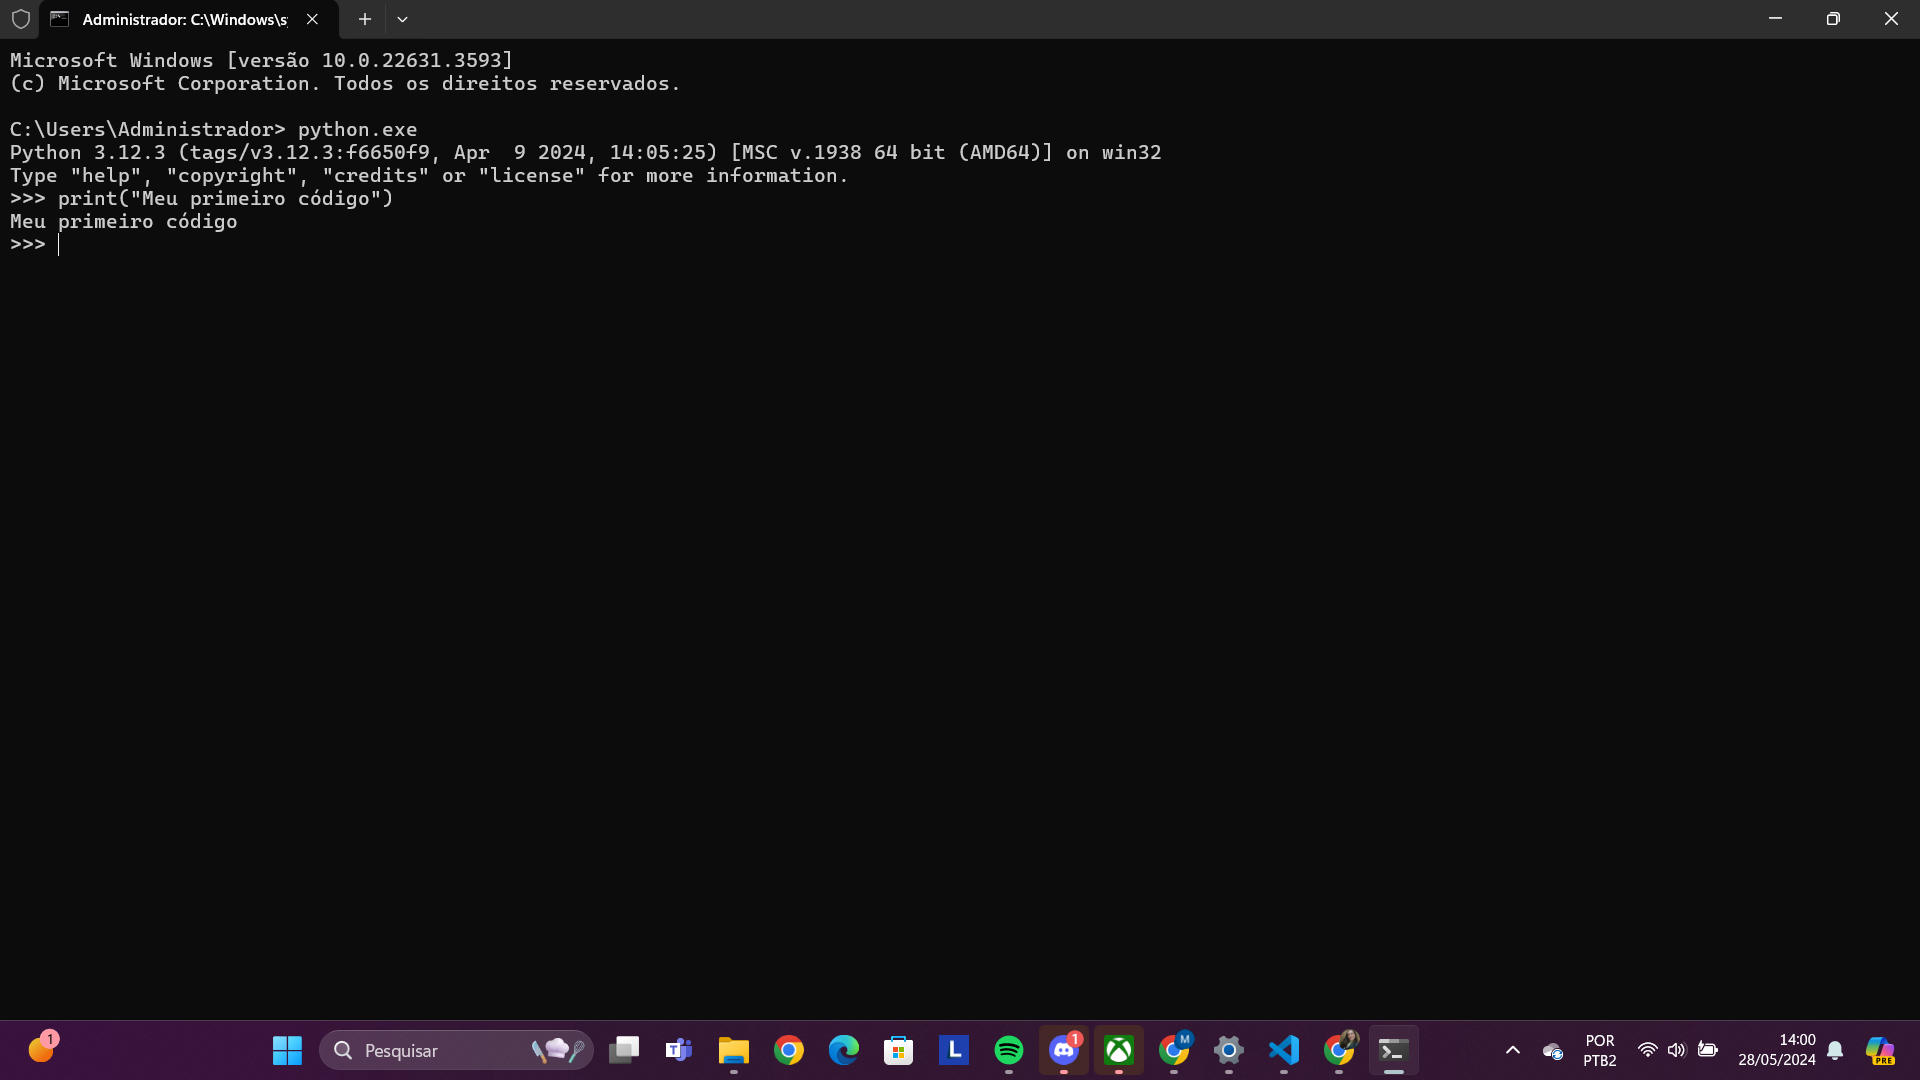 Administrador: C:\Windows\s
Microsoft Windows [versão 10.0.22631.3593]
(c) Microsoft Corporation. Todos os direitos reservados.
C:\Users\Administrador> python.exe
Python 3.12.3 (tags/v3.12.3:f6650f9, Apr  9 2024, 14:05:25) [MSC v.1938 64 bit (AMD64)] on win32
Type "help", "copyright", "credits" or "license" for more information.
>>> print("Meu primeiro código")
Meu primeiro código
>>>
1
Pesquisar
T
L
1
M
POR
PTB2
14:00
28/05/2024
PRE